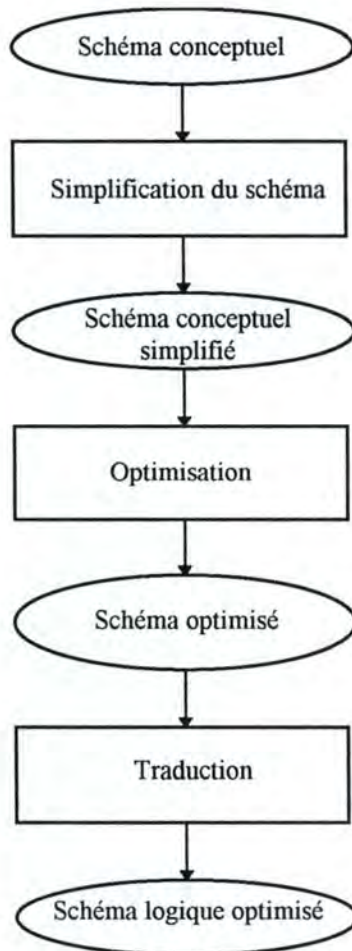 Schéma conceptuel
Simplification du schéma
Schéma conceptuel
simplifié
Optimisation
Schéma optimisé
Traduction
Schéma logique optimisé